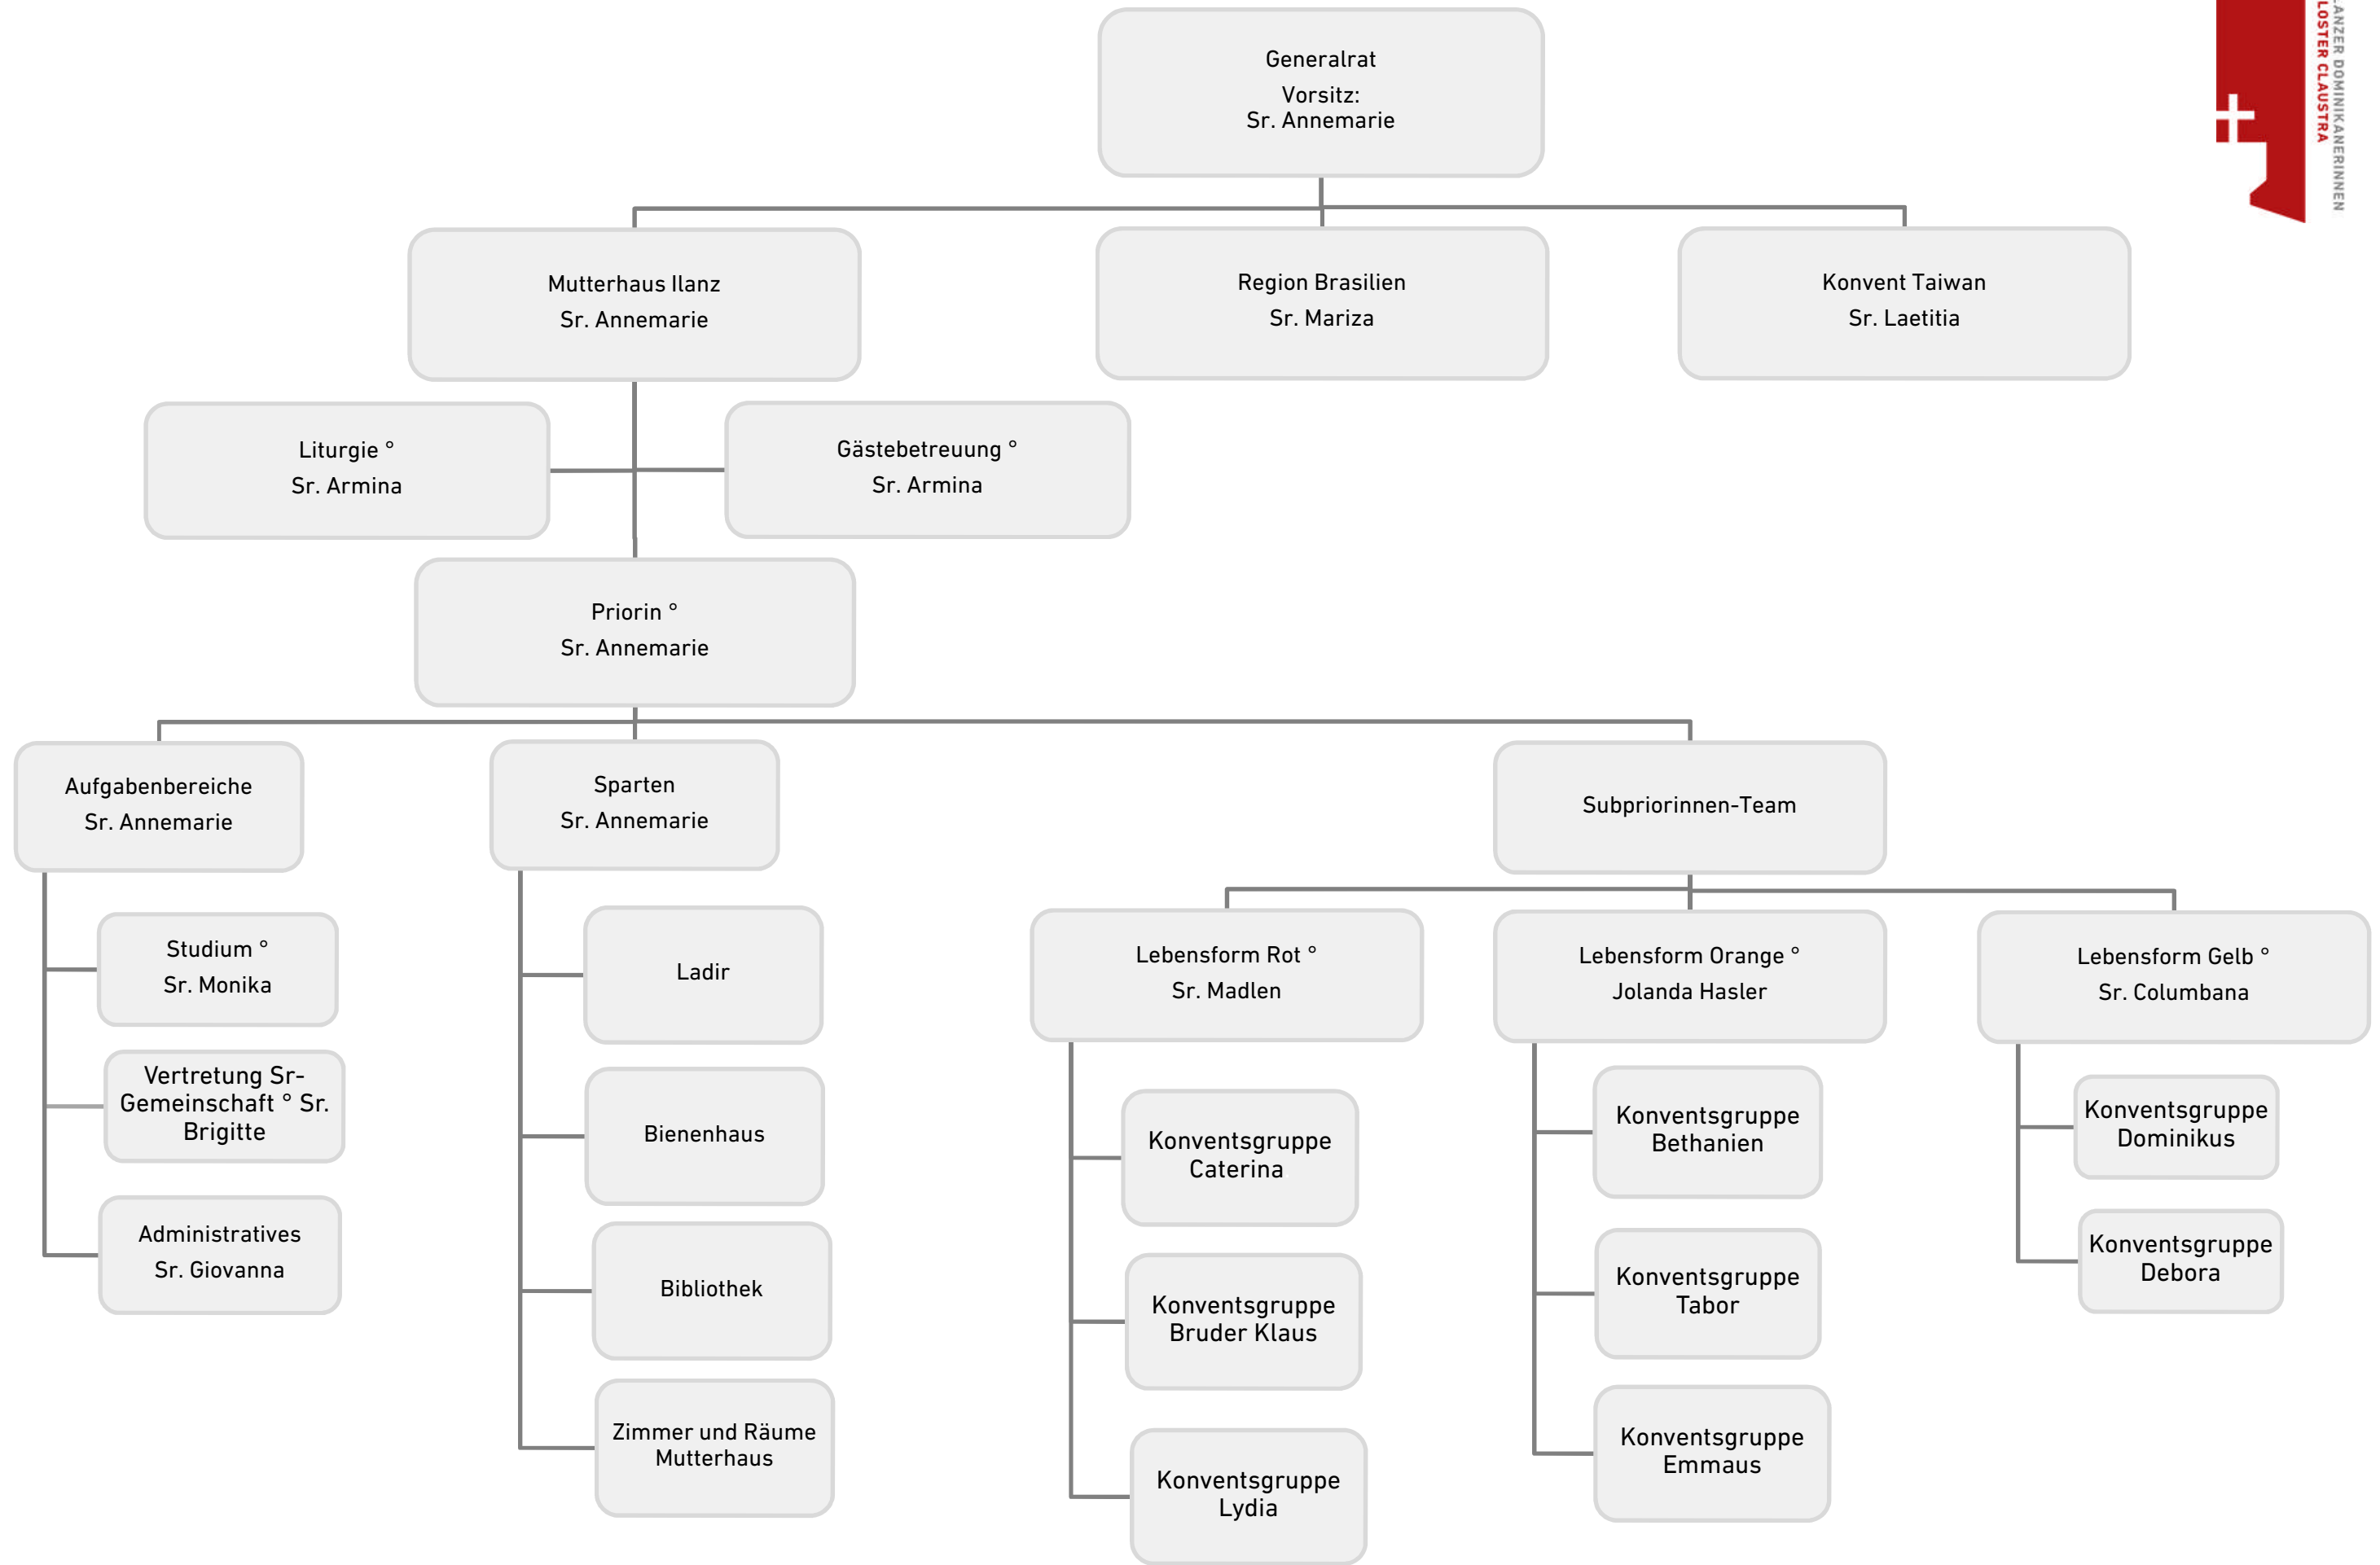 LANZER DOMINIKANERINNEN
LOSTER CLAUSTRA
Generalrat
Vorsitz:
Sr. Annemarie
Mutterhaus Ilanz
Sr. Annemarie
Region Brasilien
Sr. Mariza
Konvent Taiwan
Sr. Laetitia
Liturgie °
Sr. Armina
Gästebetreuung °
Sr. Armina
Priorin °
Sr. Annemarie
Aufgabenbereiche
Sr. Annemarie
Sparten
Sr. Annemarie
Subpriorinnen-Team
Studium °
Sr. Monika
Vertretung Sr-
Gemeinschaft ° Sr.
Brigitte
Administratives
Sr. Giovanna
Ladir
Bienenhaus
Bibliothek
Zimmer und Räume
Mutterhaus
Lebensform Rot °
Sr. Madlen
Konventsgruppe
Caterina
Konventsgruppe
Bruder Klaus
Konventsgruppe
Lydia
Lebensform Orange °
Jolanda Hasler
Konventsgruppe
Bethanien
Konventsgruppe
Tabor
Konventsgruppe
Emmaus
Lebensform Gelb °
Sr. Columbana
Konventsgruppe
Dominikus
Konventsgruppe
Debora